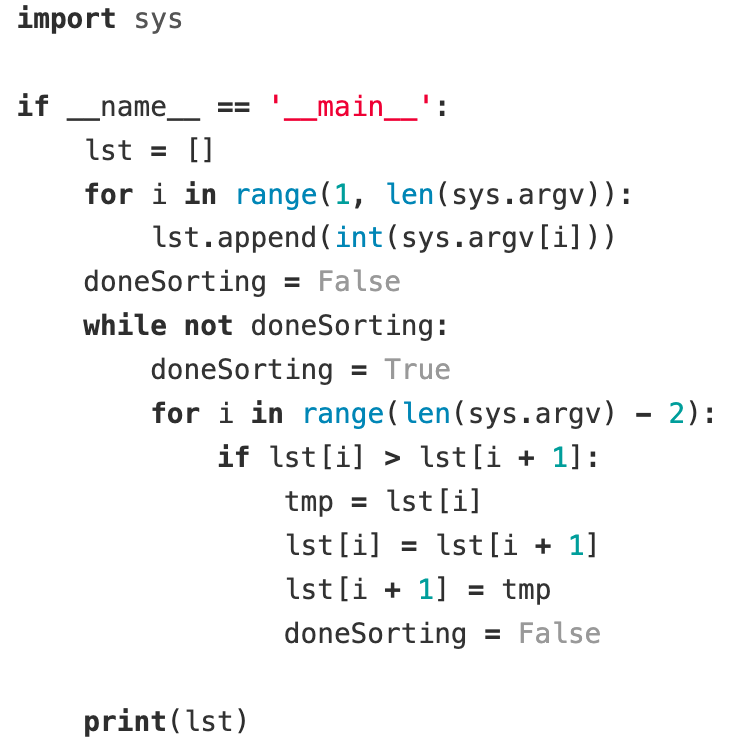 import sys

if __name__ == '__main__':
    lst = []
    for i in range(1, len(sys.argv)):
        lst.append(int(sys.argv[i]))
    doneSorting = False
    while not doneSorting:
        doneSorting = True
        for i in range(len(sys.argv) - 2):
            if lst[i] > lst[i + 1]:
                tmp = lst[i]
                lst[i] = lst[i + 1]
                lst[i + 1] = tmp
                doneSorting = False

    print(lst)